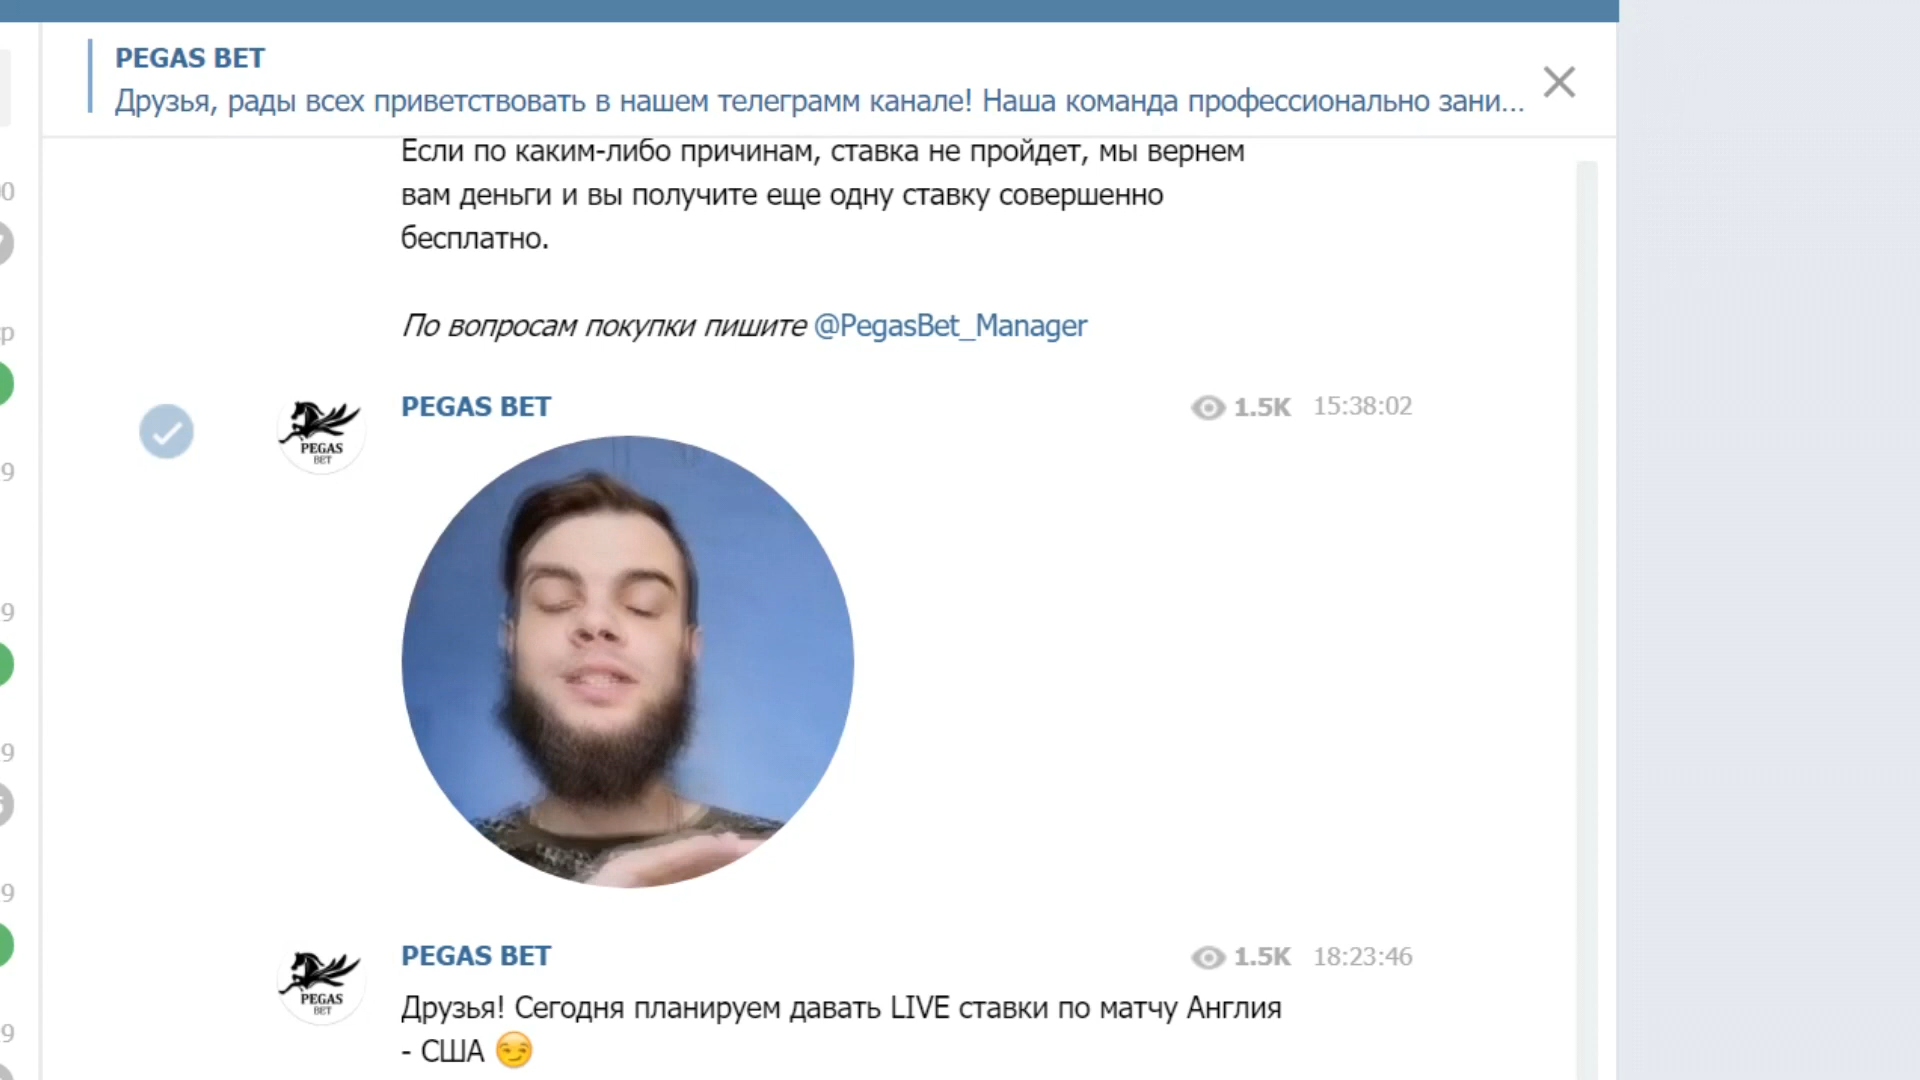 PEGAS BET
Друзья, рады всех приветствовать в нашем телеграмм канале! Наша команда профессионально зани...
Если по каким-либо причинам, ставка не пройдет, мы вернем
вам деньги и вы получите еще одну ставку совершенно
бесплатно.
По вопросам покупки пишите @PegasBet_Manager
PEGAS BET
1.5K 15:38:02
PEGAS
BET
PEGAS BET
1.5K 18:23:46
PEGAS
BET
Друзья! Сегодня планируем давать LIVE ставки по матчу Англия
- США